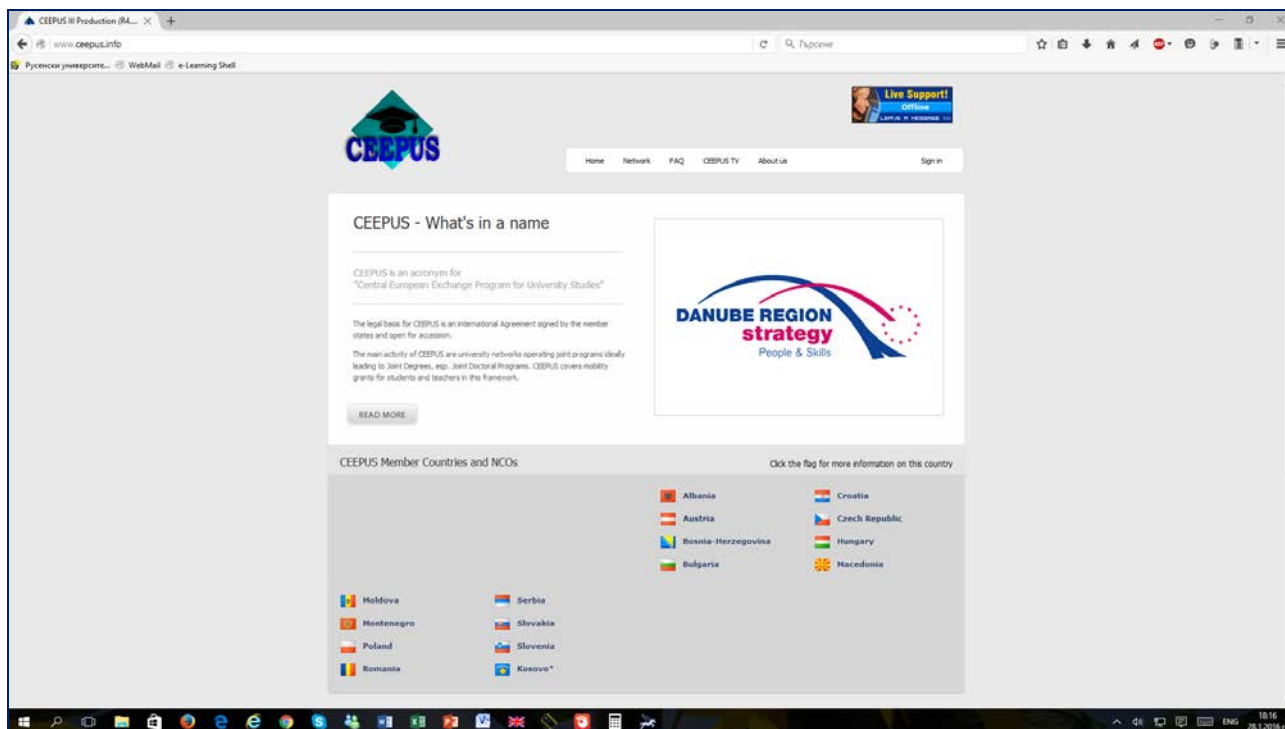 CEEPUS III Production (R4...
www.ceepus.info
Търсене
Русенски университе...
WebMail
e-Learning Shell
CEEPUS
Live Support!
Offline
LEAVE A MESSAGE
Home Network FAQ CEEPUS TV About us Sign in
CEEPUS - What's in a name
CEEPUS is an acronym for
"Central European Exchange Program for University Studies"
The legal basis for CEEPUS is an international Agreement signed by the member
states and open for accession.
The main activity of CEEPUS are university networks operating joint programs ideally
leading to Joint Degrees, esp. Joint Doctoral Programs. CEEPUS covers mobility
grants for students and teachers in this framework.
READ MORE
DANUBE REGION
strategy
People & Skills
CEEPUS Member Countries and NCOs
Click the flag for more information on this country
Albania Croatia
Austria Czech Republic
Bosnia-Herzegovina Hungary
Bulgaria Macedonia
Moldova Serbia
Montenegro Slovakia
Poland Slovenia
Romania Kosovo*
ENG
18:16
28.1.2016 г.